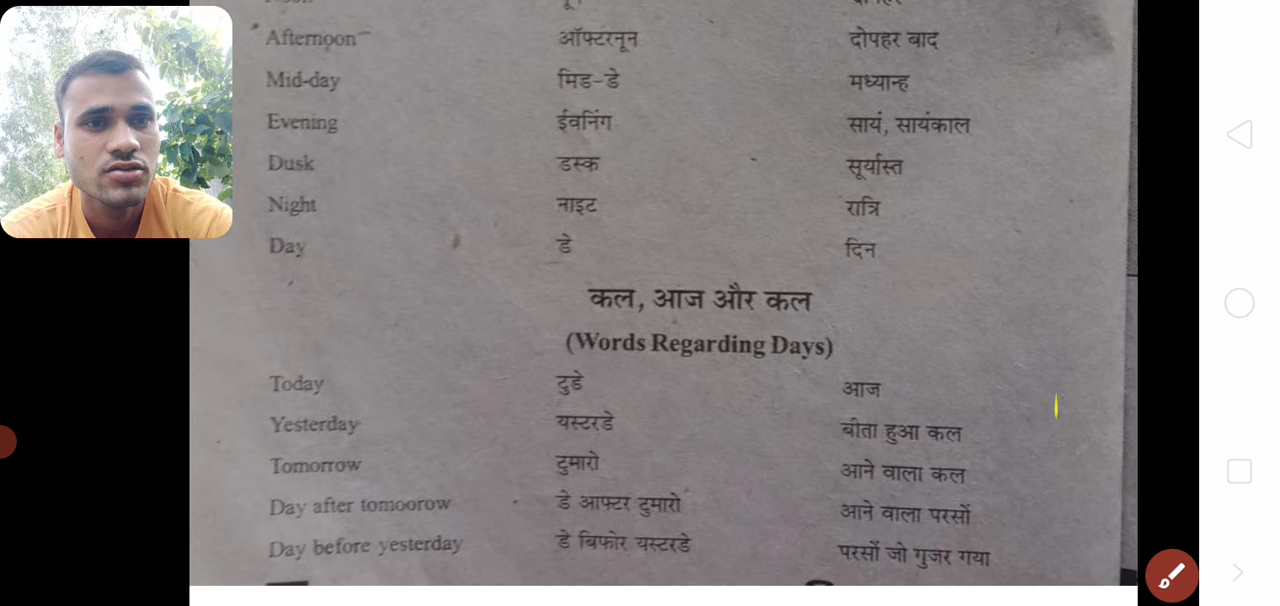 Afternoon ऑफ्टरनून दोपहर बाद
Mid-day मिड-डे मध्यान्ह
Evening ईवनिंग सायं, सायंकाल
Dusk डस्क सूर्यास्त
Night नाइट रात्रि
Day डे दिन
कल, आज और कल
(Words Regarding Days)
Today टुडे आज
Yesterday यस्टरडे बीता हुआ कल
Tomorrow टुमारो आने वाला कल
Day after tomoorow डे आफ्टर टुमारो आने वाला परसों
Day before yesterday डे बिफोर यस्टरडे परसों जो गुजर गया